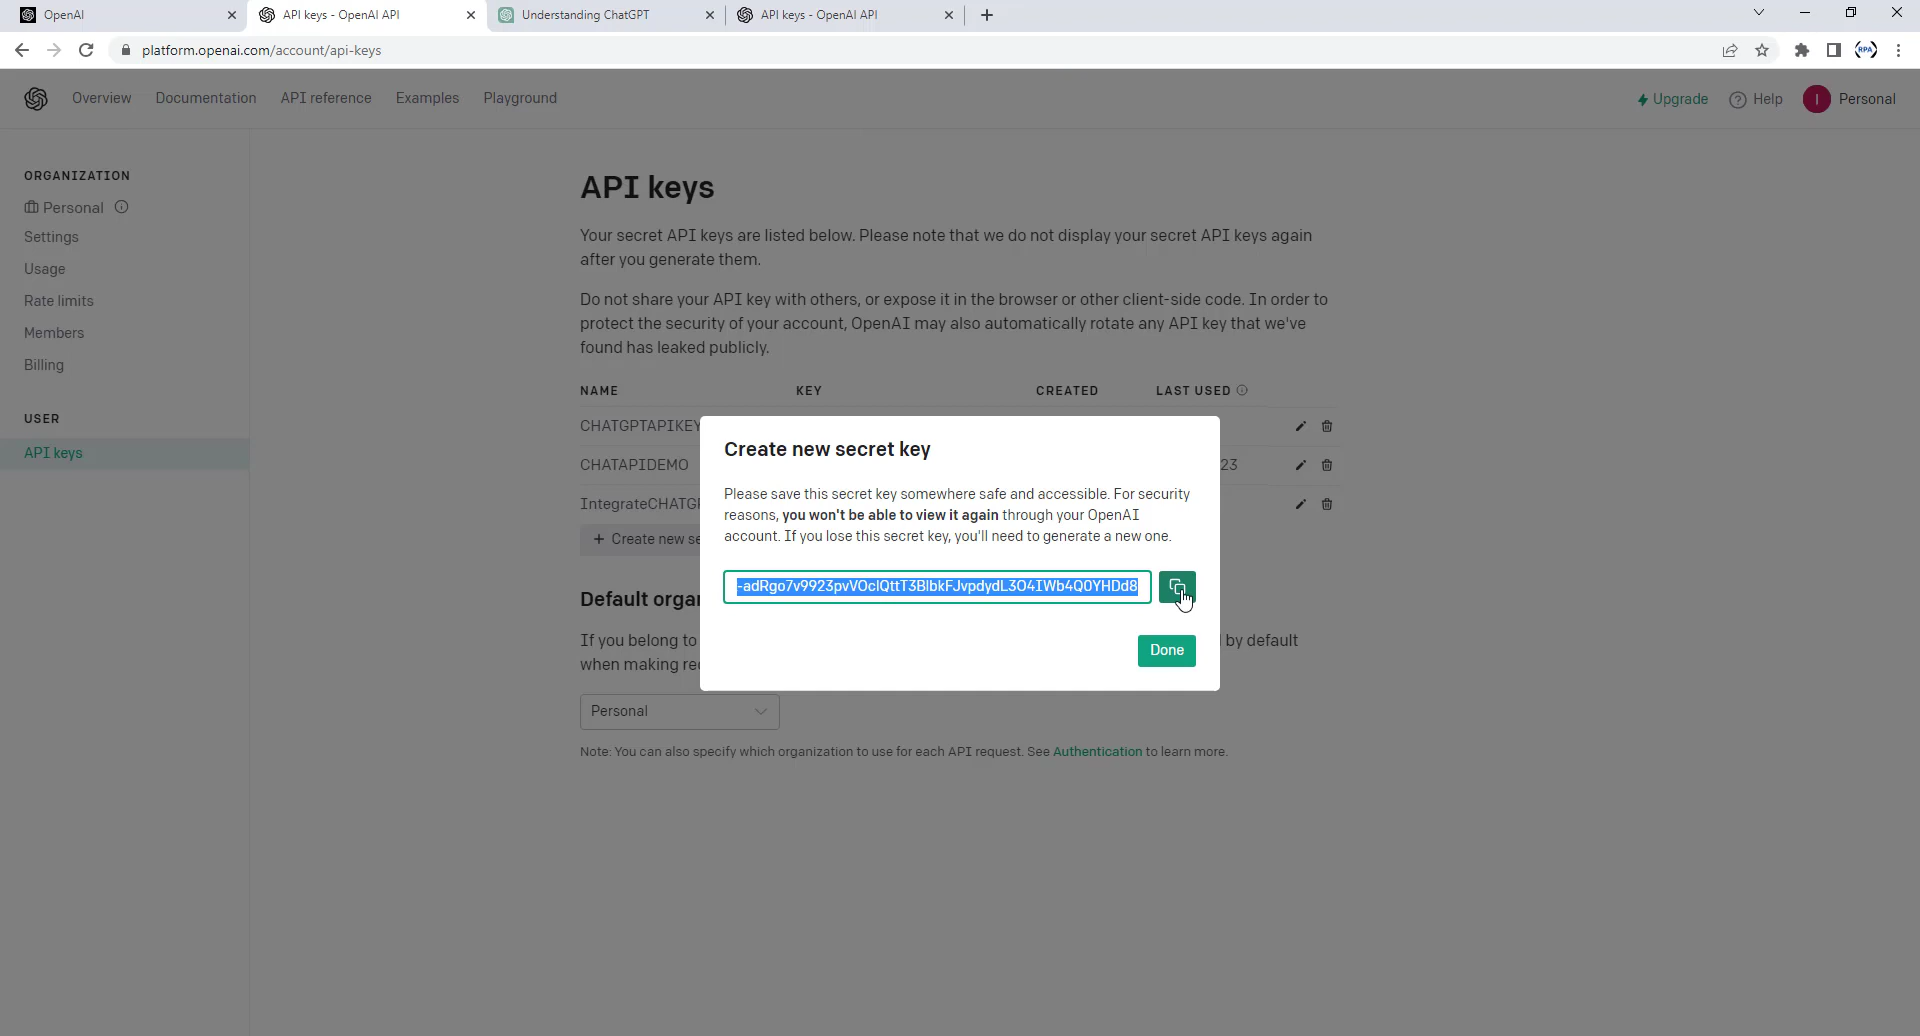 OpenAI
API keys - OpenAI API
Understanding ChatGPT
API keys - OpenAI API
platform.openai.com/account/api-keys
RPA
Overview
Documentation
API reference
Examples
Playground
Upgrade
Help
I
Personal
ORGANIZATION
Personal
Settings
Usage
Rate limits
Members
Billing
USER
API keys
API keys
Your secret API keys are listed below. Please note that we do not display your secret API keys again
after you generate them.
Do not share your API key with others, or expose it in the browser or other client-side code. In order to
protect the security of your account, OpenAI may also automatically rotate any API key that we've
found has leaked publicly.
NAME KEY CREATED LAST USED
CHATGPTAPIKEY
CHATAPIDEMO 23
IntegrateCHATGP
+ Create new se
Create new secret key
Please save this secret key somewhere safe and accessible. For security
reasons, you won't be able to view it again through your OpenAI
account. If you lose this secret key, you'll need to generate a new one.
-adRgo7v9923pvVOclQttT3BlbkFJvpdydL3O4IWb4Q0YHDd8
Done
Default orgar
If you belong to by default
when making rec
Personal
Note: You can also specify which organization to use for each API request. See Authentication to learn more.